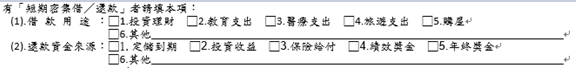 有「短期密集借／還款」者請填本項：
(1).借款用途：□1.投資理財 □2.教育支出 □3.醫療支出 □4.旅遊支出 □5.購屋
□6.其他
(2).還款資金來源：□1.定儲到期 □2.投資收益 □3.保險給付 □4.績效獎金 □5.年終獎金
□6.其他